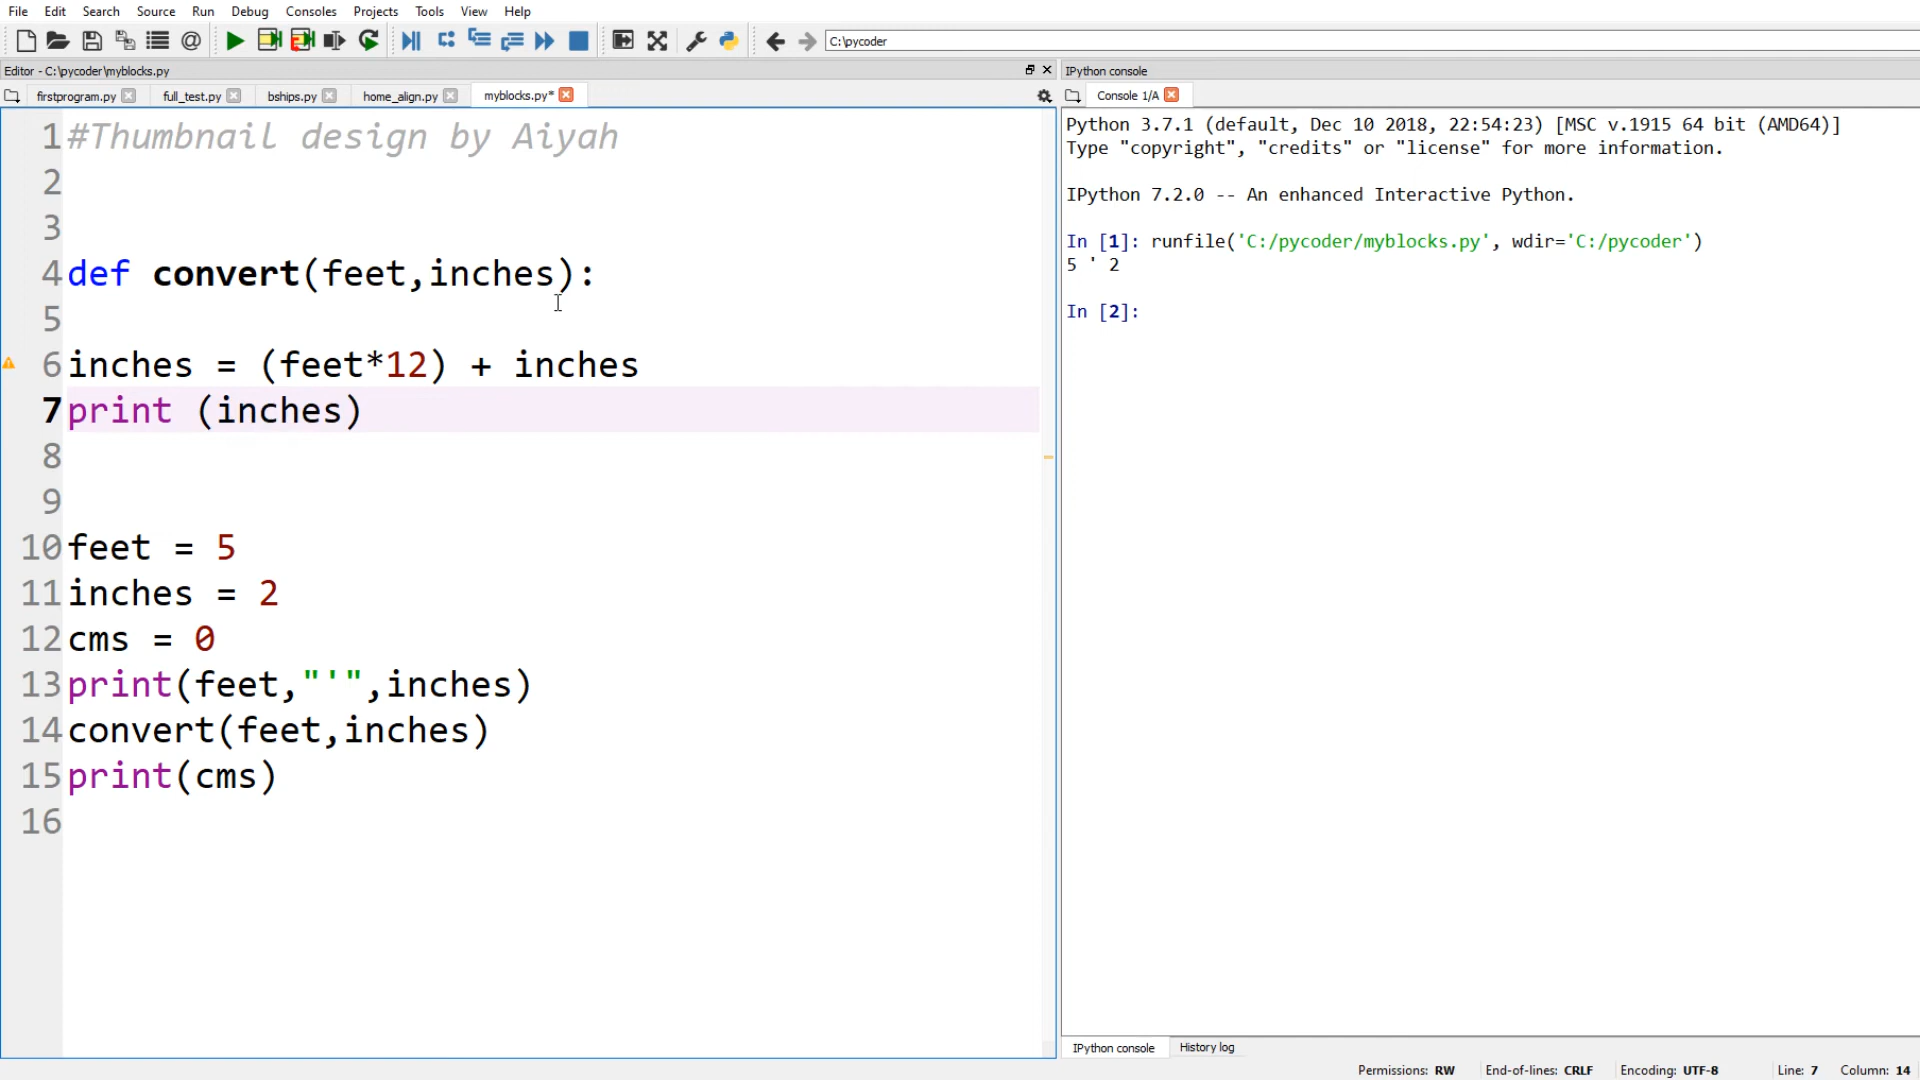 File Edit Search Source Run Debug Consoles Projects Tools View Help
C:\pycoder
Editor - C:\pycoder\myblocks.py
firstprogram.py full_test.py bships.py home_align.py myblocks.py*
1 #Thumbnail design by Aiyah
2
3
4 def convert(feet,inches):
5
6 inches = (feet*12) + inches
7 print (inches)
8
9
10 feet = 5
11 inches = 2
12 cms = 0
13 print(feet,"'",inches)
14 convert(feet,inches)
15 print(cms)
16
IPython console
Console 1/A
Python 3.7.1 (default, Dec 10 2018, 22:54:23) [MSC v.1915 64 bit (AMD64)]
Type "copyright", "credits" or "license" for more information.
IPython 7.2.0 -- An enhanced Interactive Python.
In [1]: runfile('C:/pycoder/myblocks.py', wdir='C:/pycoder')
5 ' 2
In [2]:
IPython console History log
Permissions: RW End-of-lines: CRLF Encoding: UTF-8 Line: 7 Column: 14